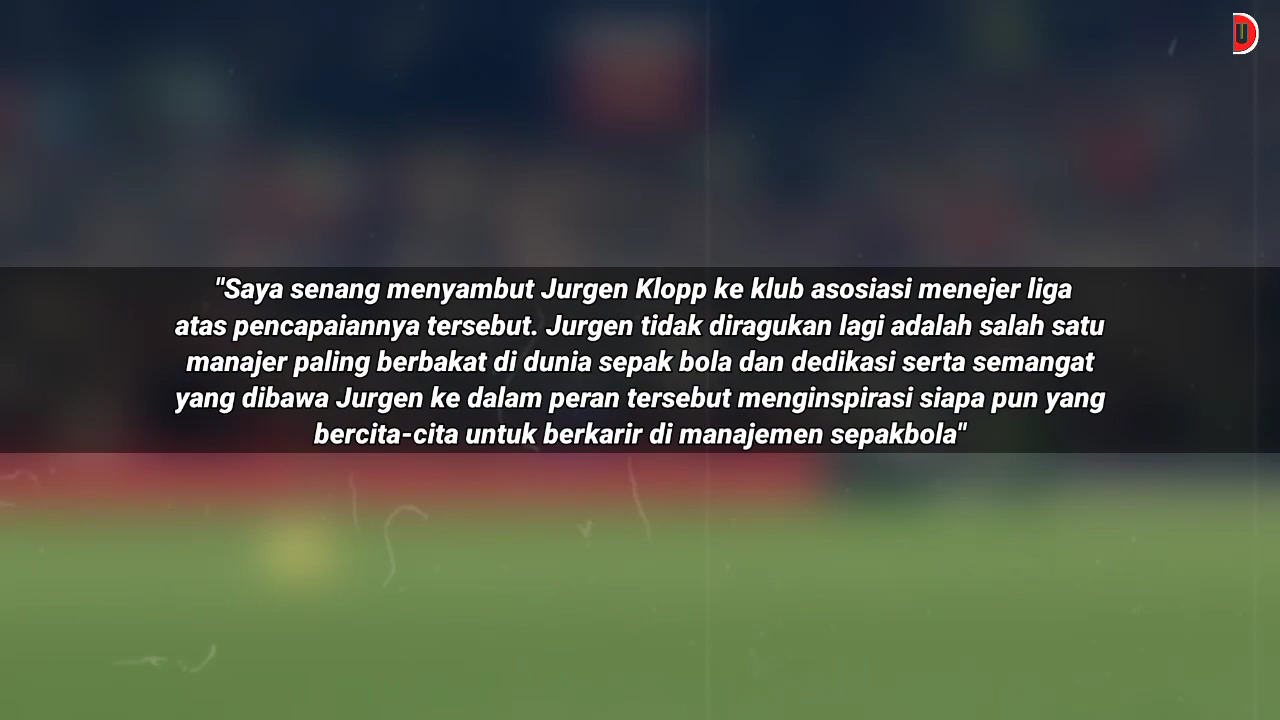 "Saya senang menyambut Jurgen Klopp ke klub asosiasi menejer liga
atas pencapaiannya tersebut. Jurgen tidak diragukan lagi adalah salah satu
manajer paling berbakat di dunia sepak bola dan dedikasi serta semangat
yang dibawa Jurgen ke dalam peran tersebut menginspirasi siapa pun yang
bercita-cita untuk berkarir di manajemen sepakbola"
DU